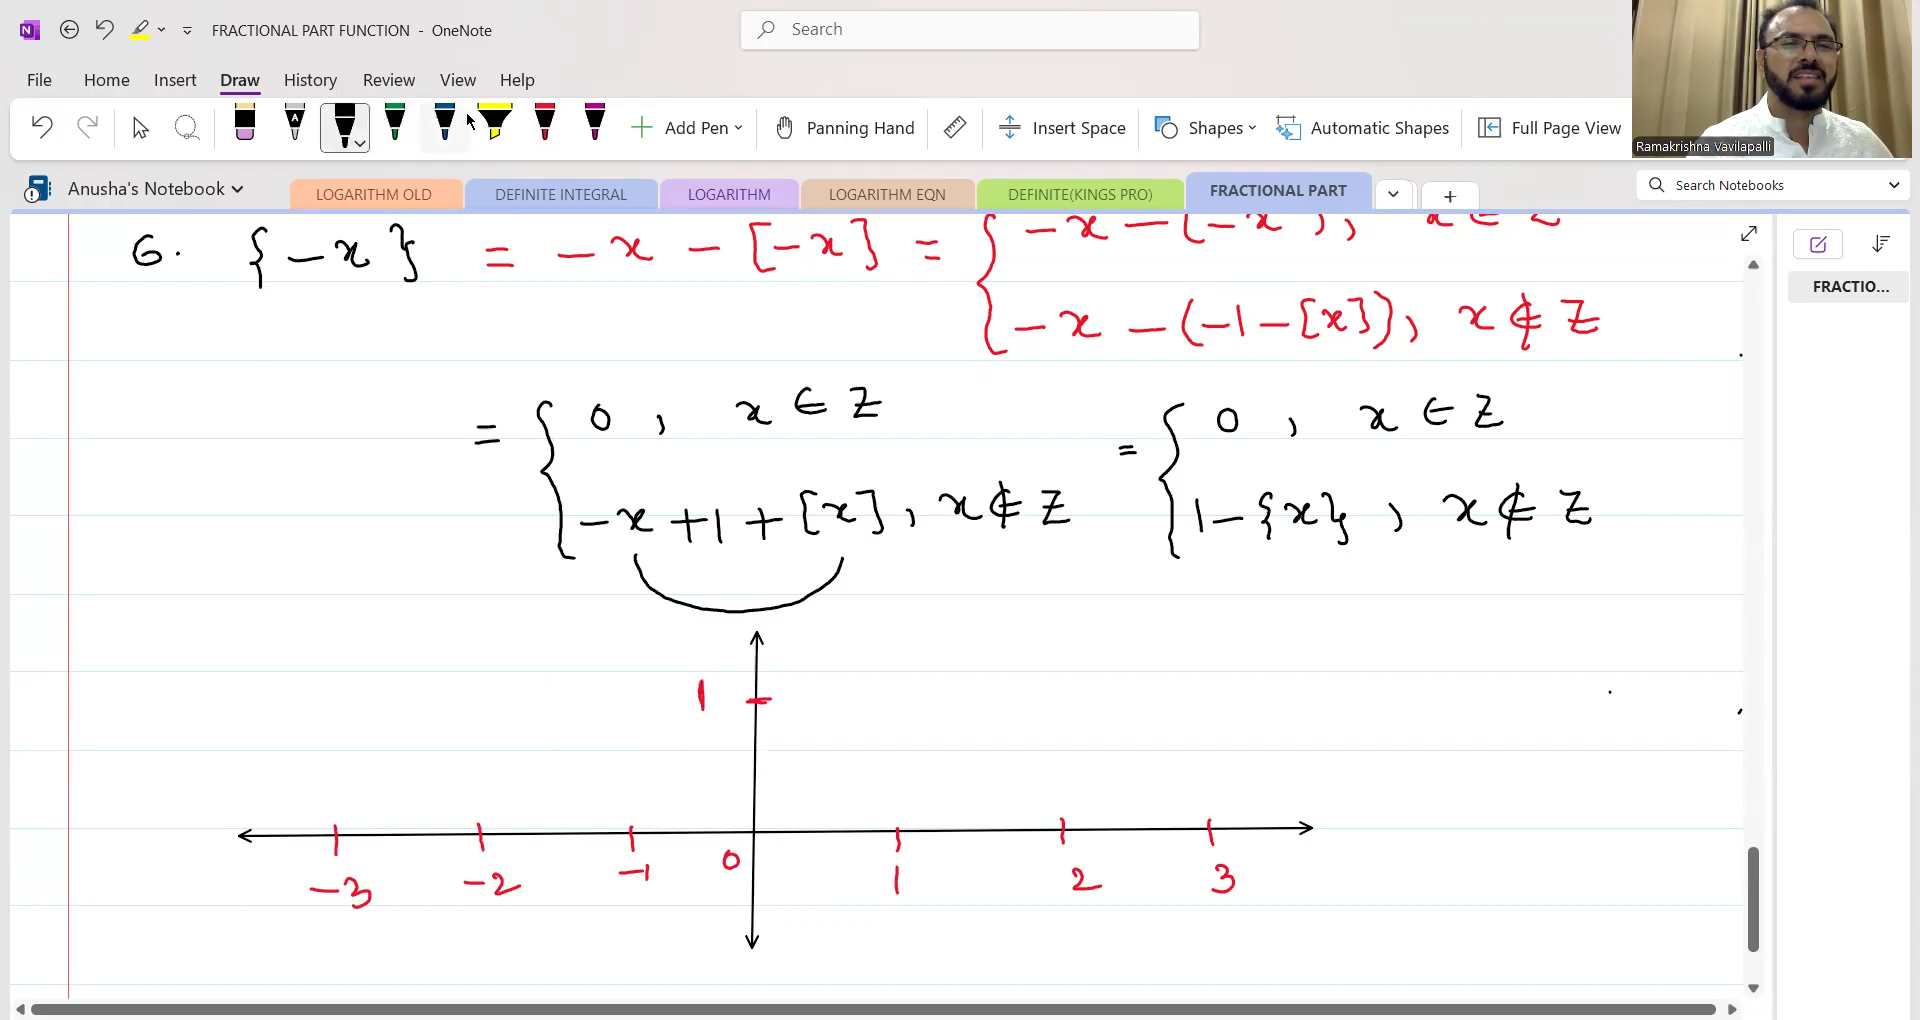 FRACTIONAL PART FUNCTION - OneNote
Search
File Home Insert Draw History Review View Help
Add Pen Panning Hand Insert Space Shapes Automatic Shapes Full Page View
Ramakrishna Vavilapalli
Anusha's Notebook LOGARITHM OLD DEFINITE INTEGRAL LOGARITHM LOGARITHM EQN DEFINITE(KINGS PRO) FRACTIONAL PART + Search Notebooks
FRACTIO...
6. {-x} = -x - [-x] = { -x - (-x), x ∈ Z
-x - (-1 - [x]), x ∉ Z
= { 0, x ∈ Z = { 0, x ∈ Z
-x + 1 + [x], x ∉ Z 1 - {x}, x ∉ Z
1
-3 -2 -1 0 1 2 3